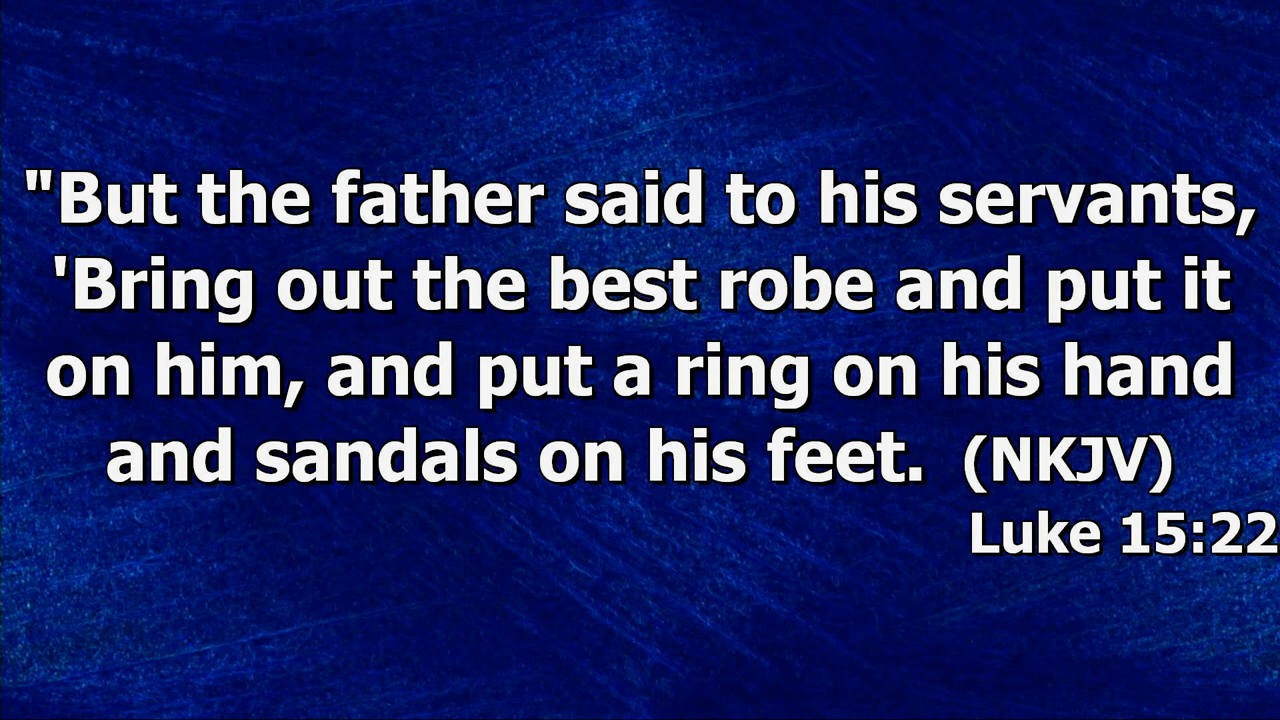 "But the father said to his servants,
'Bring out the best robe and put it
on him, and put a ring on his hand
and sandals on his feet.  (NKJV)
Luke 15:22